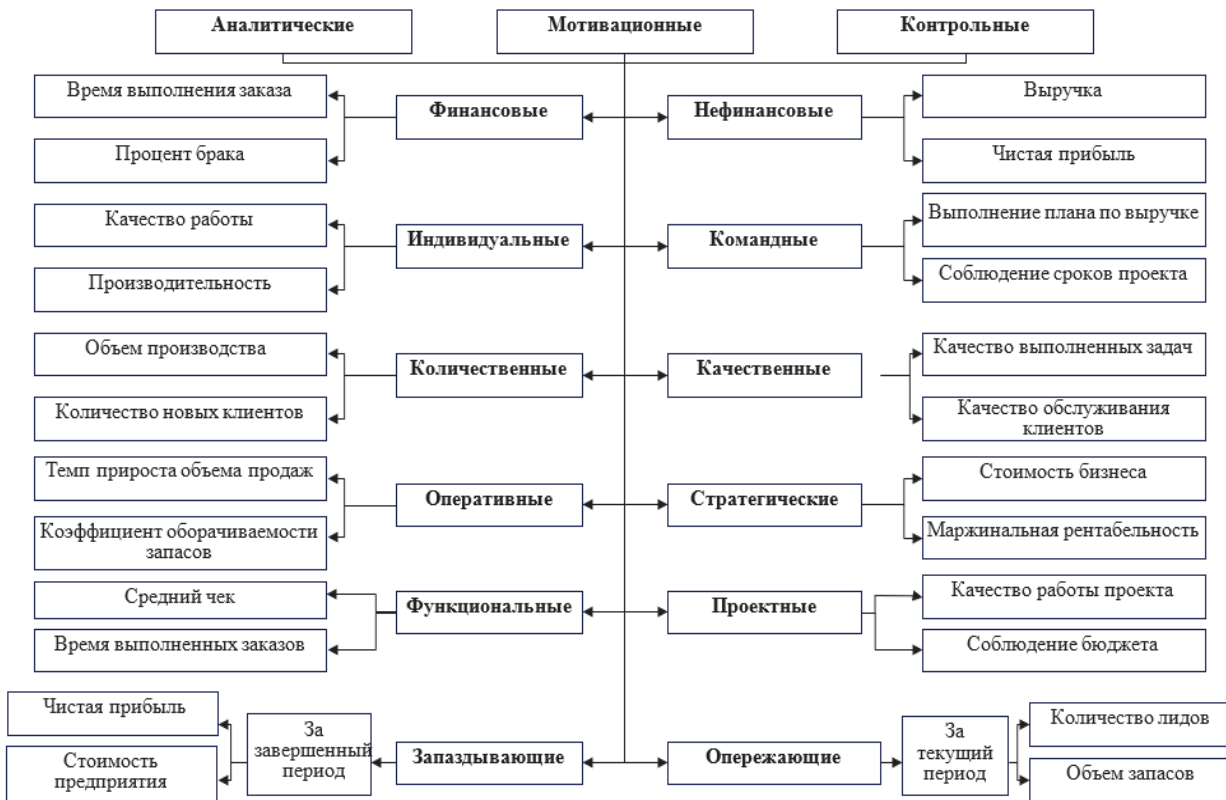 Аналитические
Мотивационные
Контрольные
Время выполнения заказа
Процент брака
Финансовые
Нефинансовые
Выручка
Чистая прибыль
Качество работы
Производительность
Индивидуальные
Командные
Выполнение плана по выручке
Соблюдение сроков проекта
Объем производства
Количество новых клиентов
Количественные
Качественные
Качество выполненных задач
Качество обслуживания
клиентов
Темп прироста объема продаж
Коэффициент оборачиваемости
запасов
Оперативные
Стратегические
Стоимость бизнеса
Маржинальная рентабельность
Средний чек
Время выполненных заказов
Функциональные
Проектные
Качество работы проекта
Соблюдение бюджета
Чистая прибыль
Стоимость
предприятия
За
завершенный
период
Запаздывающие
Опережающие
За
текущий
период
Количество лидов
Объем запасов